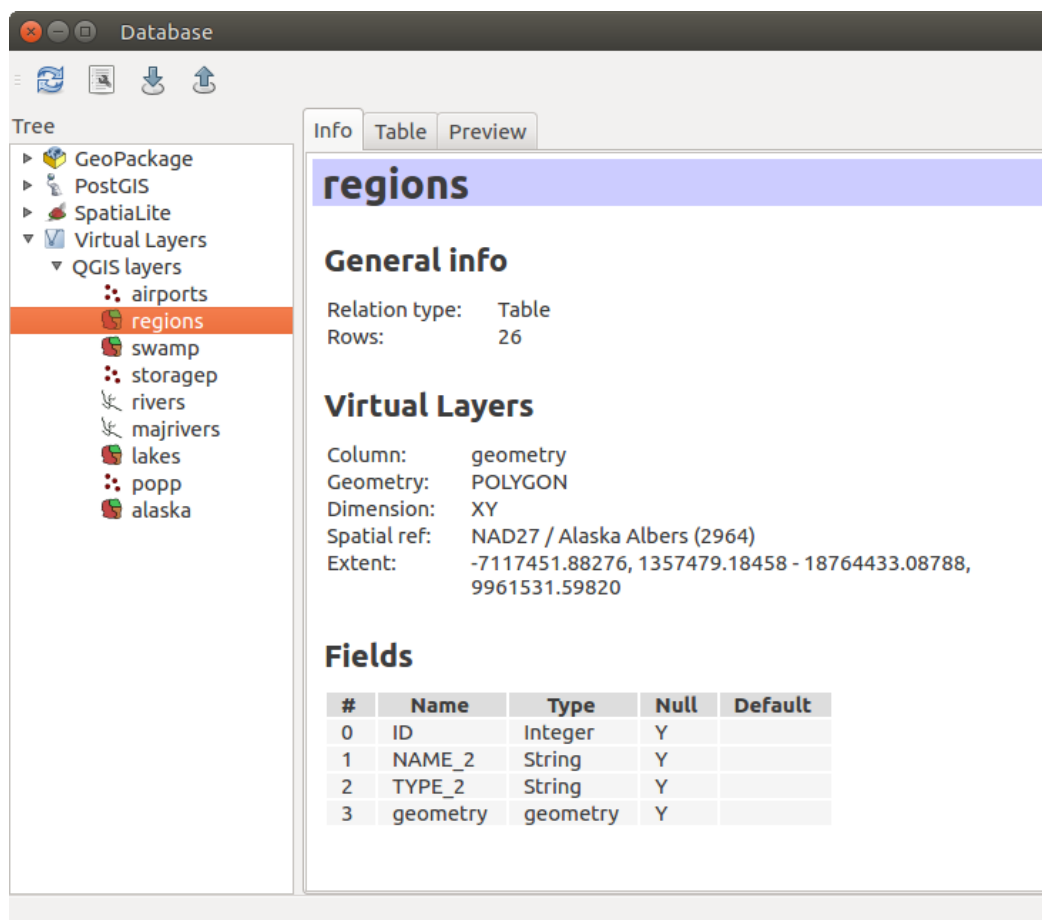 Database
Tree
GeoPackage
PostGIS
SpatiaLite
Virtual Layers
QGIS layers
airports
regions
swamp
storagep
rivers
majrivers
lakes
popp
alaska
Info Table Preview
regions
General info
Relation type: Table
Rows: 26
Virtual Layers
Column: geometry
Geometry: POLYGON
Dimension: XY
Spatial ref: NAD27 / Alaska Albers (2964)
Extent: -7117451.88276, 1357479.18458 - 18764433.08788,
9961531.59820
Fields
# Name Type Null Default
0 ID Integer Y
1 NAME_2 String Y
2 TYPE_2 String Y
3 geometry geometry Y